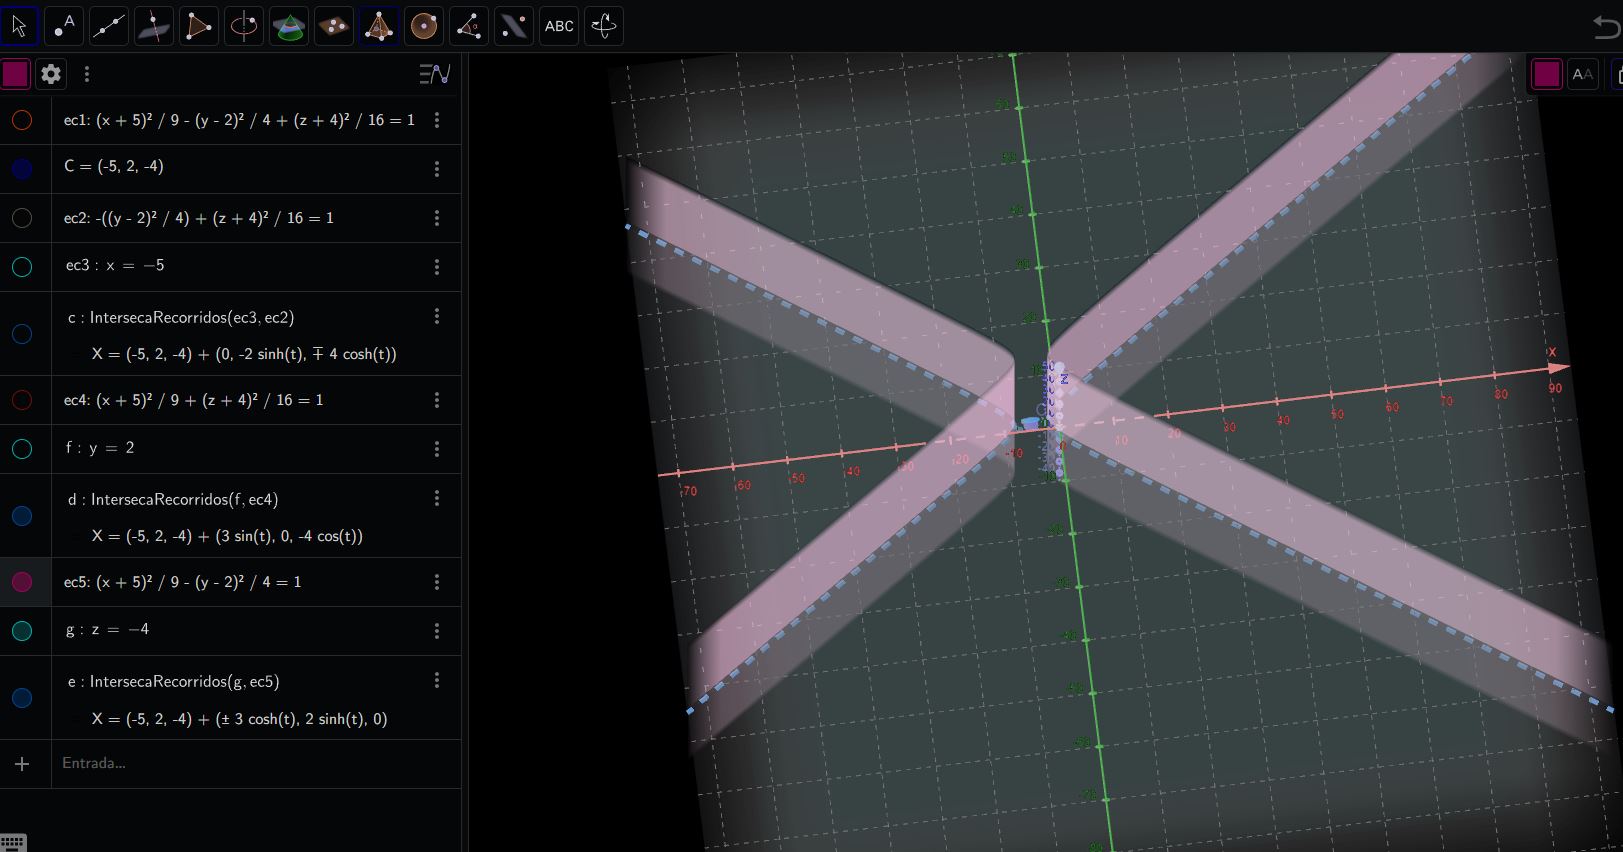 A
ABC
AA
ec1: (x + 5)² / 9 - (y - 2)² / 4 + (z + 4)² / 16 = 1
C = (-5, 2, -4)
ec2: -((y - 2)² / 4) + (z + 4)² / 16 = 1
ec3 : x = −5
c : IntersecaRecorridos(ec3, ec2)
X = (-5, 2, -4) + (0, -2 sinh(t), ∓ 4 cosh(t))
ec4: (x + 5)² / 9 + (z + 4)² / 16 = 1
f : y = 2
d : IntersecaRecorridos(f, ec4)
X = (-5, 2, -4) + (3 sin(t), 0, -4 cos(t))
ec5: (x + 5)² / 9 - (y - 2)² / 4 = 1
g : z = −4
e : IntersecaRecorridos(g, ec5)
X = (-5, 2, -4) + (± 3 cosh(t), 2 sinh(t), 0)
Entrada...
x
z
C
-70 -60 -50 -40 -30 -20 -10 0 10 20 30 40 50 60 70 80 90